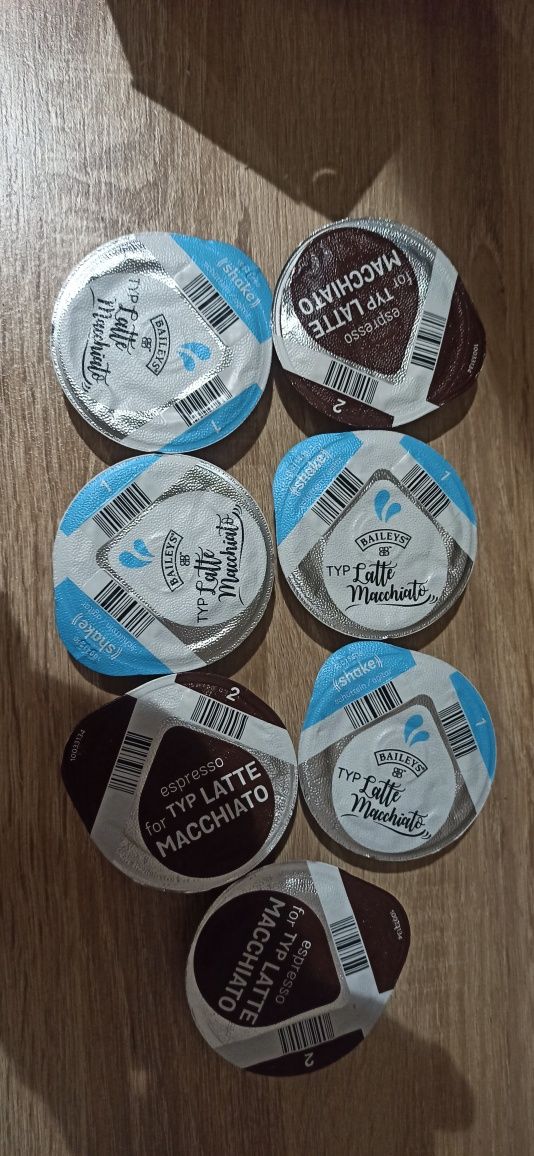 ((shake))
1
BAILEYS
TYP Latte
Macchiato
espresso
for TYP LATTE
MACCHIATO
2
1
BAILEYS
TYP Latte
Macchiato
((shake))
((shake))
1
BAILEYS
TYP Latte
Macchiato
2
espresso
for TYP LATTE
MACCHIATO
((shake))
1
BAILEYS
TYP Latte
Macchiato
espresso
for TYP LATTE
MACCHIATO
2